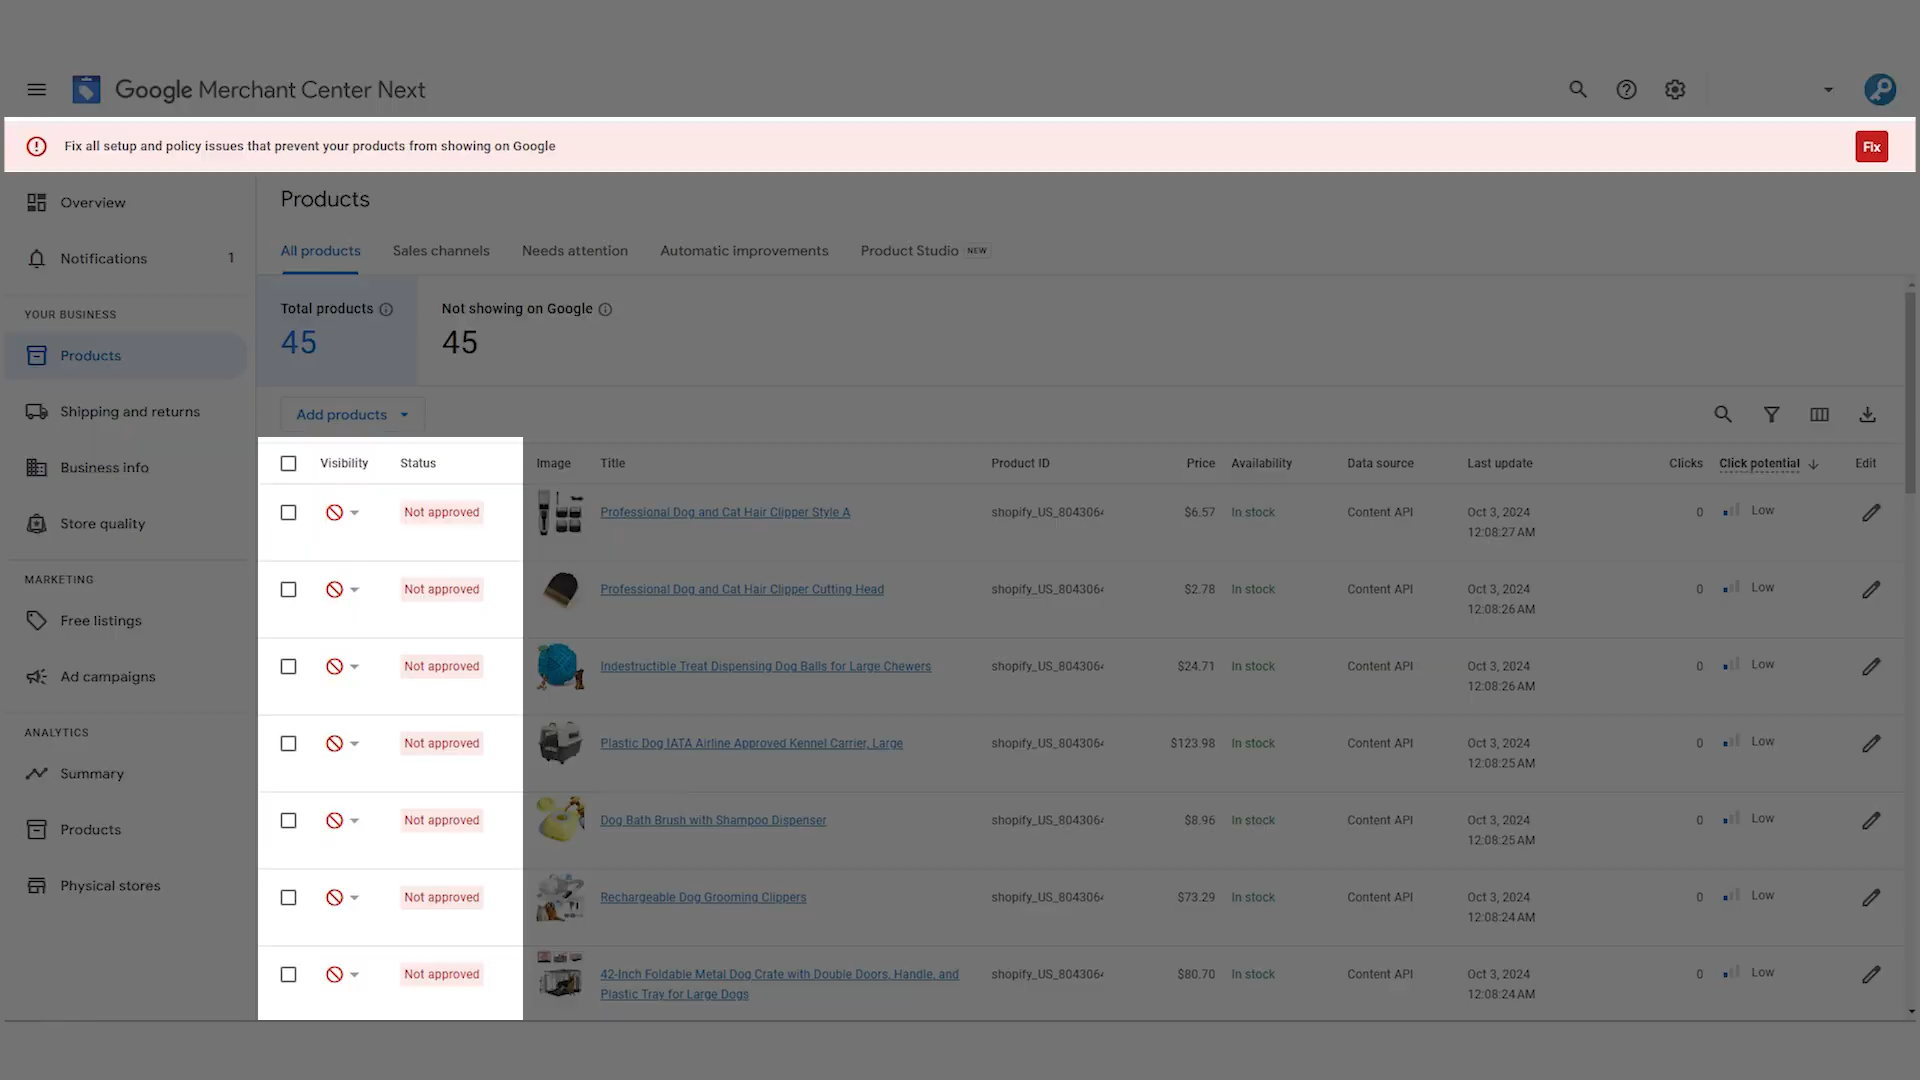 Google Merchant Center Next
Fix all setup and policy issues that prevent your products from showing on Google
Fix
Overview
Notifications 1
YOUR BUSINESS
Products
Shipping and returns
Business info
Store quality
MARKETING
Free listings
Ad campaigns
ANALYTICS
Summary
Products
Physical stores
Products
All products Sales channels Needs attention Automatic improvements Product Studio NEW
Total products Not showing on Google
45 45
Add products
Visibility Status Image Title Product ID Price Availability Data source Last update Clicks Click potential Edit
Not approved Professional Dog and Cat Hair Clipper Style A shopify_US_804306 $6.57 In stock Content API Oct 3, 2024 0 Low
12:08:27 AM
Not approved Professional Dog and Cat Hair Clipper Cutting Head shopify_US_804306 $2.78 In stock Content API Oct 3, 2024 0 Low
12:08:26 AM
Not approved Indestructible Treat Dispensing Dog Balls for Large Chewers shopify_US_804306 $24.71 In stock Content API Oct 3, 2024 0 Low
12:08:26 AM
Not approved Plastic Dog IATA Airline Approved Kennel Carrier, Large shopify_US_804306 $123.98 In stock Content API Oct 3, 2024 0 Low
12:08:25 AM
Not approved Dog Bath Brush with Shampoo Dispenser shopify_US_804306 $8.96 In stock Content API Oct 3, 2024 0 Low
12:08:25 AM
Not approved Rechargeable Dog Grooming Clippers shopify_US_804306 $73.29 In stock Content API Oct 3, 2024 0 Low
12:08:24 AM
Not approved 42-Inch Foldable Metal Dog Crate with Double Doors, Handle, and shopify_US_804306 $80.70 In stock Content API Oct 3, 2024 0 Low
Plastic Tray for Large Dogs 12:08:24 AM